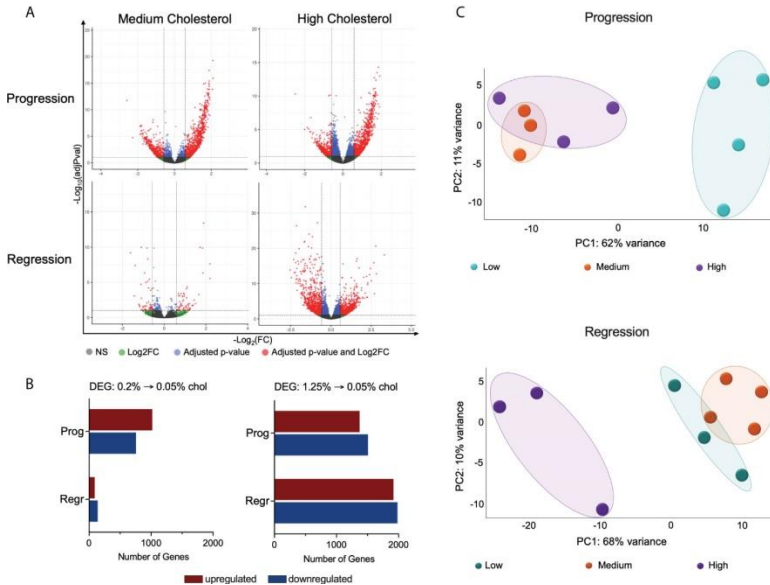 A
Medium Cholesterol
High Cholesterol
Progression
Regression
-Log10(adjPval)
-Log2(FC)
NS
Log2FC
Adjusted p-value
Adjusted p-value and Log2FC
B
DEG: 0.2% → 0.05% chol
DEG: 1.25% → 0.05% chol
Prog
Regr
0
1000
2000
Number of Genes
Prog
Regr
0
1000
2000
Number of Genes
upregulated
downregulated
C
Progression
PC2: 11% variance
5
0
-5
-10
-10
0
10
PC1: 62% variance
Low
Medium
High
Regression
PC2: 10% variance
5
0
-5
-10
-20
-10
0
10
PC1: 68% variance
Low
Medium
High